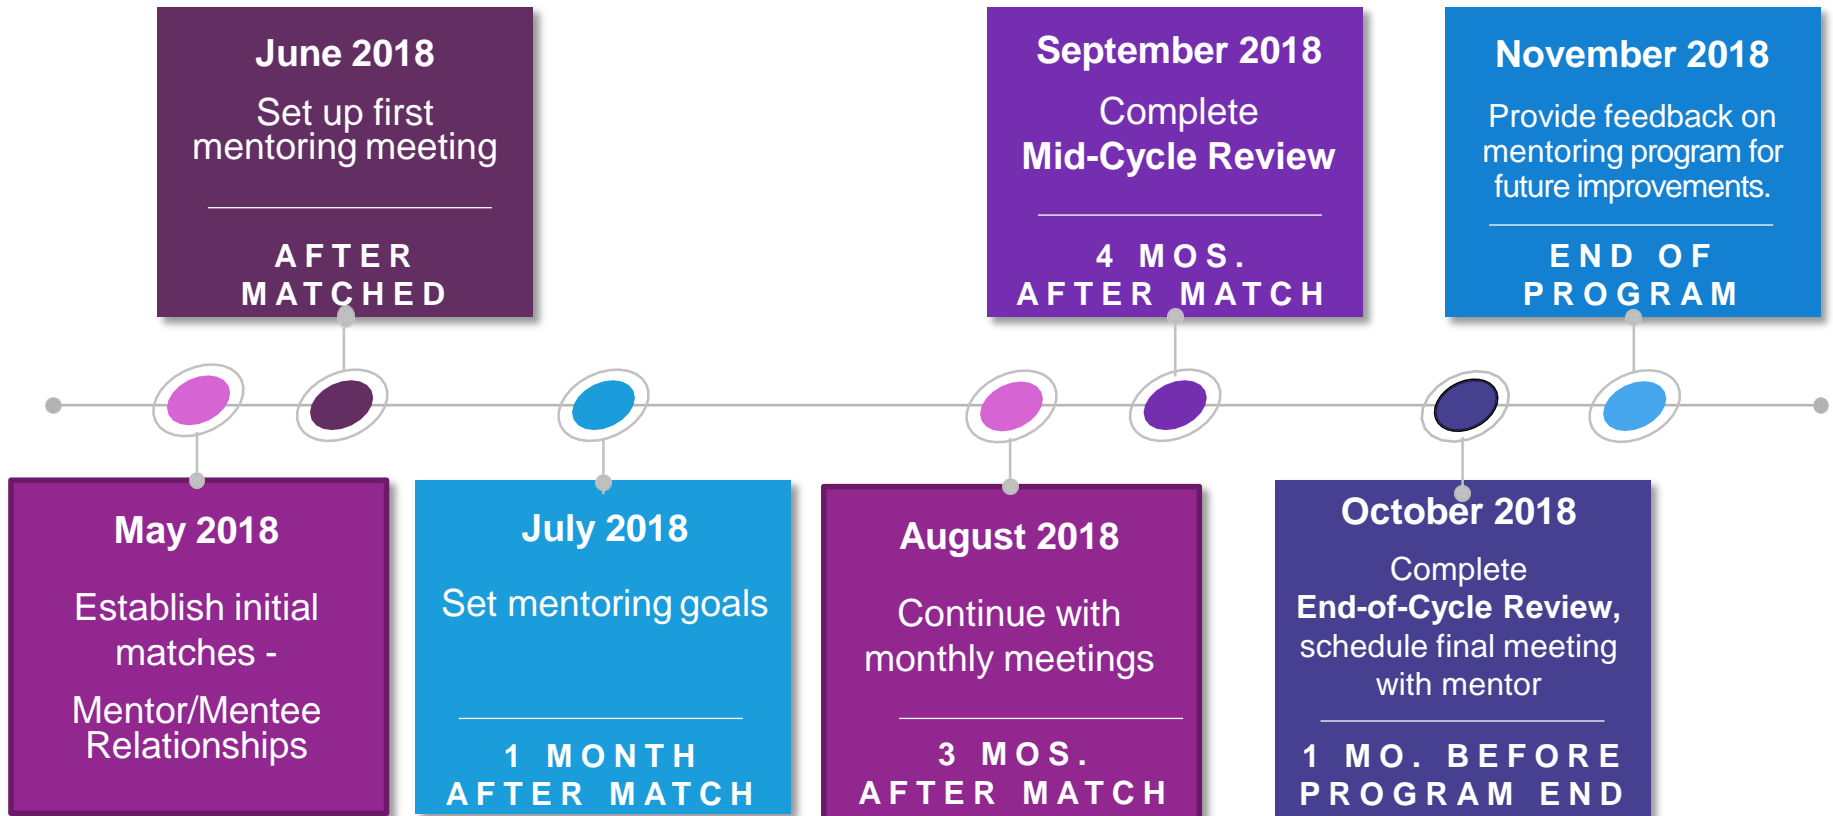 June 2018
Set up first
mentoring meeting
AFTER
MATCHED
September 2018
Complete
Mid-Cycle Review
4 MOS.
AFTER MATCH
November 2018
Provide feedback on
mentoring program for
future improvements.
END OF
PROGRAM
May 2018
Establish initial
matches -
Mentor/Mentee
Relationships
July 2018
Set mentoring goals
1 MONTH
AFTER MATCH
August 2018
Continue with
monthly meetings
3 MOS.
AFTER MATCH
October 2018
Complete
End-of-Cycle Review,
schedule final meeting
with mentor
1 MO. BEFORE
PROGRAM END